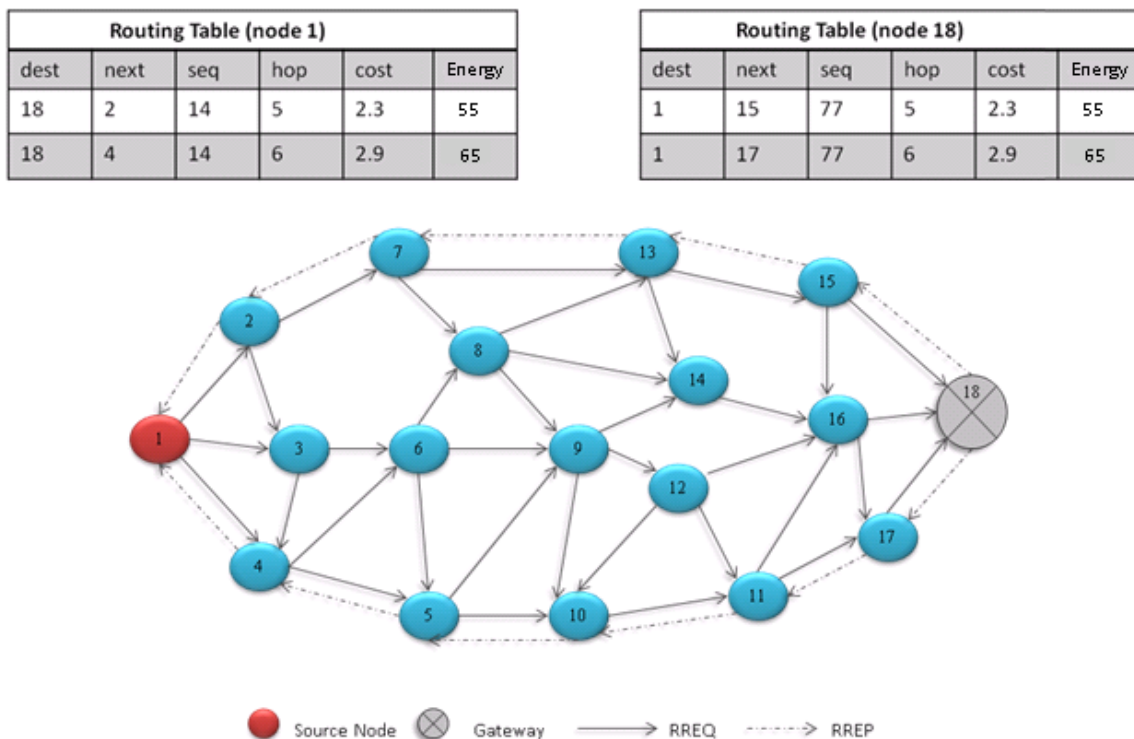 Routing Table (node 1)
dest next seq hop cost Energy
18 2 14 5 2.3 55
18 4 14 6 2.9 65
Routing Table (node 18)
dest next seq hop cost Energy
1 15 77 5 2.3 55
1 17 77 6 2.9 65
7
13
15
2
8
14
18
1
3
6
9
16
12
17
4
5
10
11
Source Node Gateway RREQ RREP